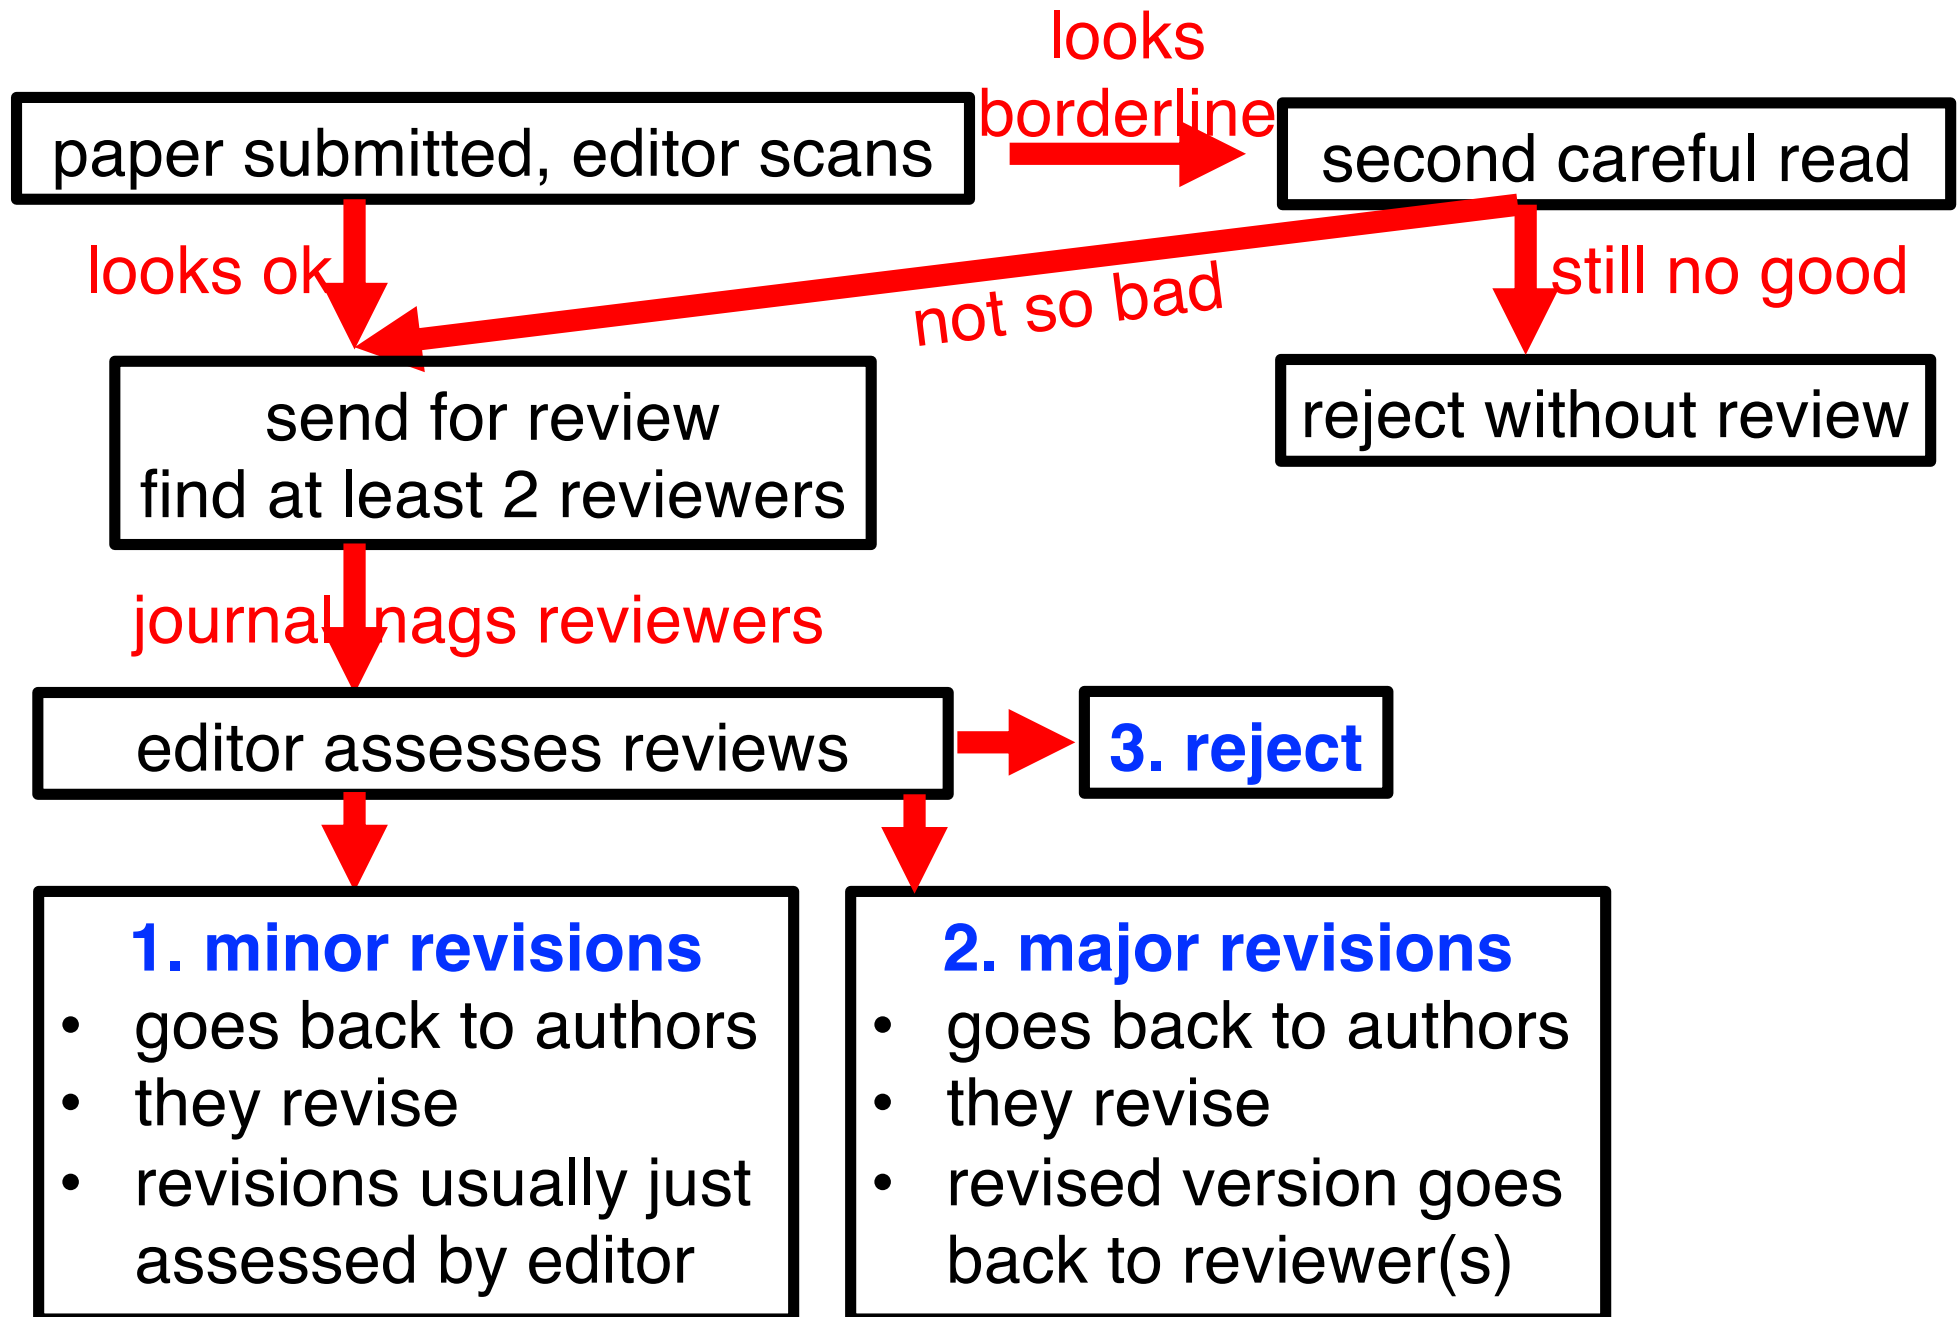 looks
borderline
paper submitted, editor scans
second careful read
looks ok
not so bad
still no good
send for review
find at least 2 reviewers
reject without review
journal nags reviewers
editor assesses reviews
3. reject
1. minor revisions
• goes back to authors
• they revise
• revisions usually just
assessed by editor
2. major revisions
• goes back to authors
• they revise
• revised version goes
back to reviewer(s)